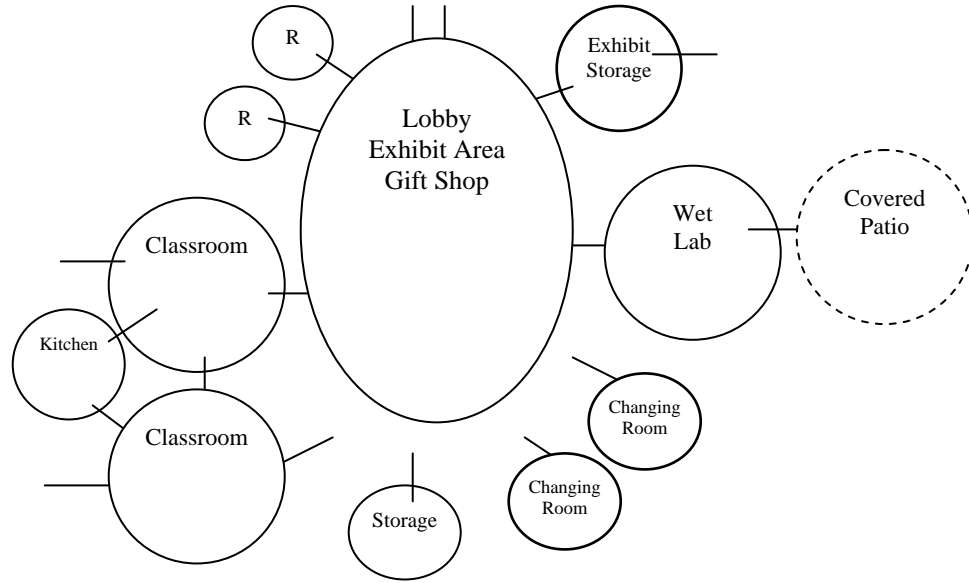 R
Exhibit
Storage
R
Lobby
Exhibit Area
Gift Shop
Wet
Lab
Covered
Patio
Classroom
Kitchen
Classroom
Changing
Room
Changing
Room
Storage